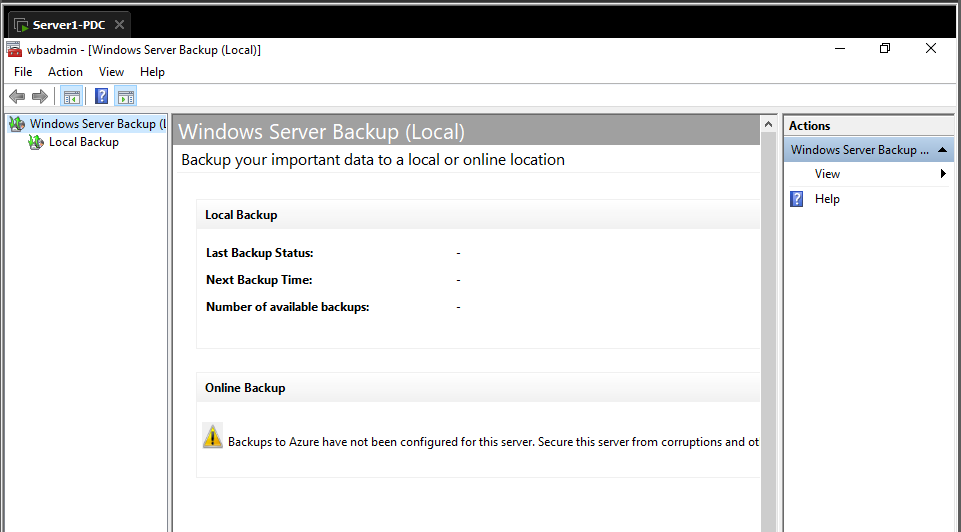 Server1-PDC
wbadmin - [Windows Server Backup (Local)]
File Action View Help
Windows Server Backup (L
Local Backup
Windows Server Backup (Local)
Backup your important data to a local or online location
Local Backup
Last Backup Status: -
Next Backup Time: -
Number of available backups: -
Online Backup
Backups to Azure have not been configured for this server. Secure this server from corruptions and ot
Actions
Windows Server Backup ...
View
Help